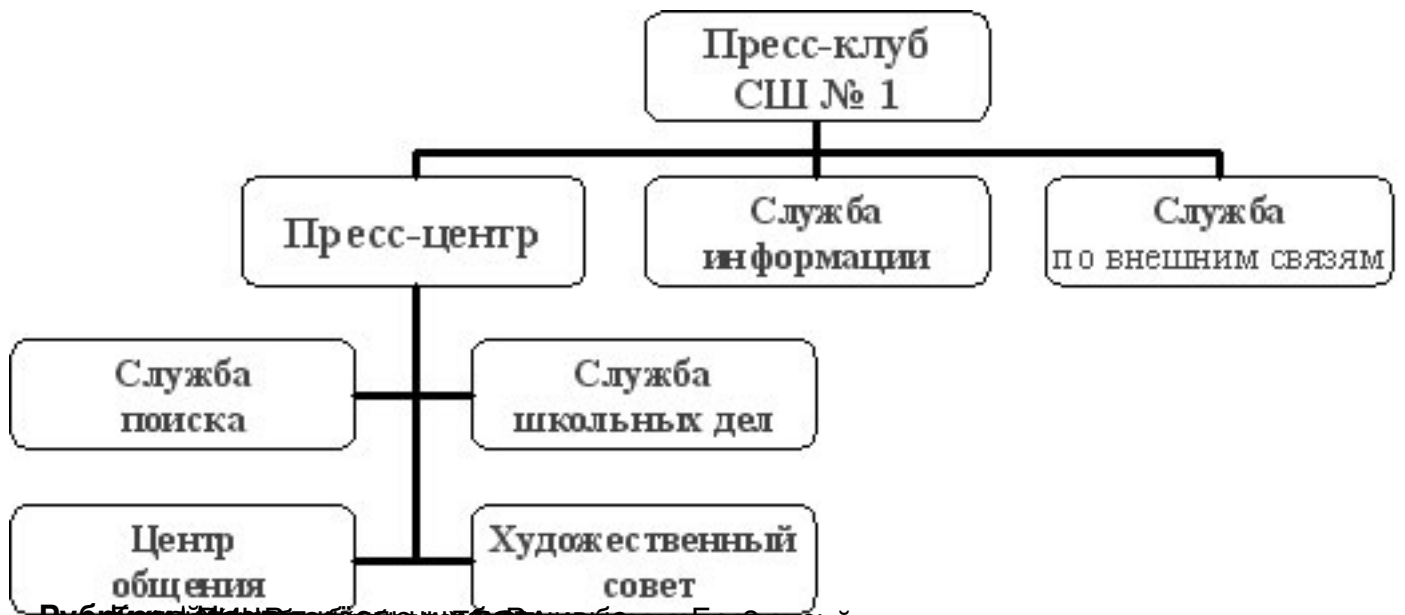 Пресс-клуб
СШ № 1
Пресс-центр
Служба
информации
Служба
по внешним связям
Служба
поиска
Служба
школьных дел
Центр
общения
Художественный
совет